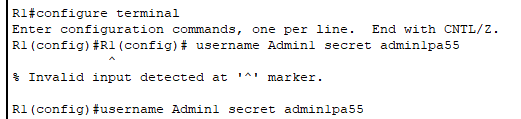 R1#configure terminal
Enter configuration commands, one per line.  End with CNTL/Z.
R1(config)#R1(config)# username Admin1 secret admin1pa55
^
% Invalid input detected at '^' marker.
R1(config)#username Admin1 secret admin1pa55